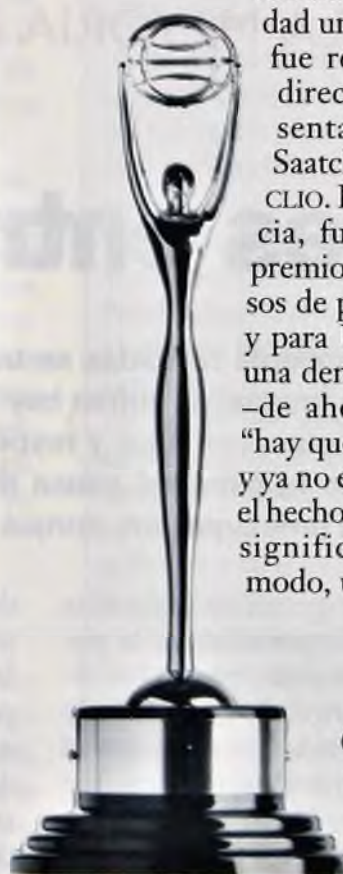 dad un
fue re
direc
senta
Saatc
CLIO. 
cia, fu
premio
sos de p
y para
una den
–de aho
“hay que
y ya no e
el hecho
signific
modo, u